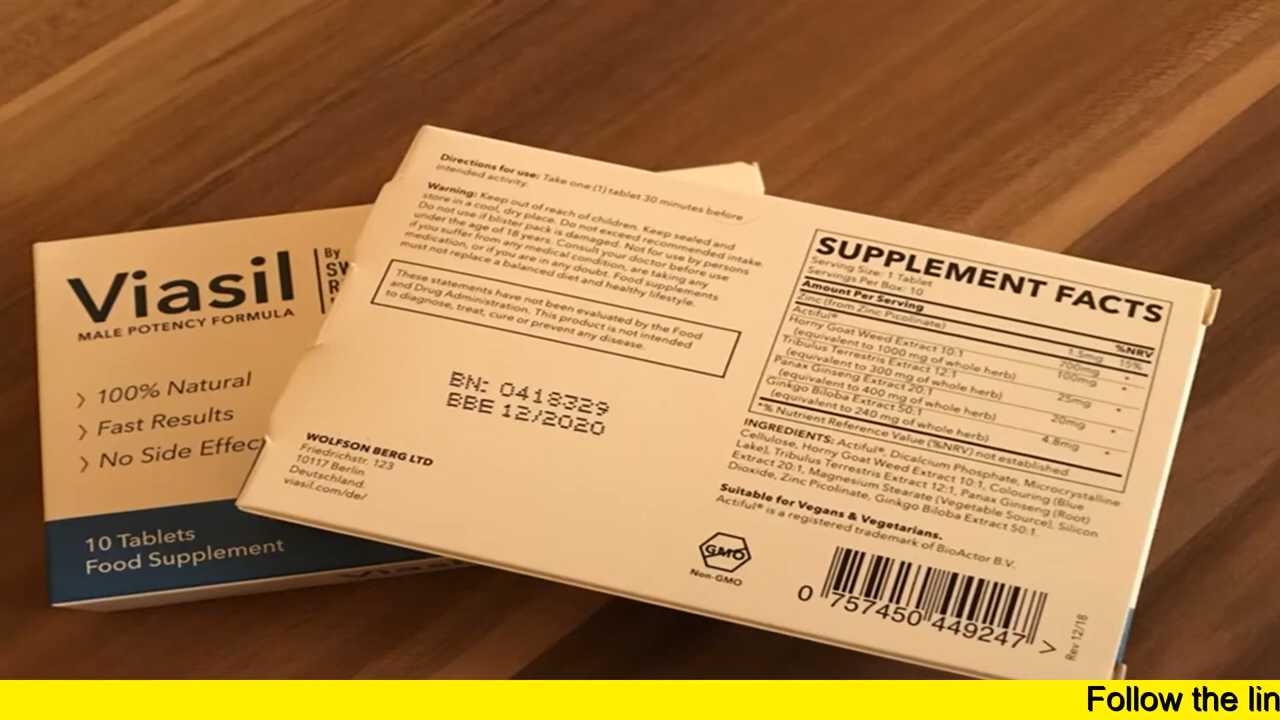 Viasil
By
SW
R
MALE POTENCY FORMULA
100% Natural
Fast Results
No Side Effec
10 Tablets
Food Supplement
Directions for use: Take one (1) tablet 30 minutes before
intended activity.
Warning: Keep out of reach of children. Keep sealed and
store in a cool, dry place. Do not exceed recommended intake.
Do not use if blister pack is damaged. Not for use by persons
under the age of 18 years. Consult your doctor before use
if you suffer from any medical condition, are taking any
medication, or if you are in any doubt. Food supplements
must not replace a balanced diet and healthy lifestyle.
These statements have not been evaluated by the Food
and Drug Administration. This product is not intended
to diagnose, treat, cure or prevent any disease.
BN: 0418329
BBE 12/2020
WOLFSON BERG LTD
Friedrichstr. 123
10117 Berlin
Deutschland.
viasil.com/de/
SUPPLEMENT FACTS
Serving Size: 1 Tablet
Servings Per Box: 10
Amount Per Serving %NRV
Zinc (from Zinc Picolinate) 1.5mg 15%
Actiful® 700mg *
Horny Goat Weed Extract 10:1 100mg *
(equivalent to 1000 mg of whole herb)
Tribulus Terrestris Extract 12:1 25mg *
(equivalent to 300 mg of whole herb)
Panax Ginseng Extract 20:1 20mg *
(equivalent to 400 mg of whole herb)
Ginkgo Biloba Extract 50:1 4.8mg *
(equivalent to 240 mg of whole herb)
*% Nutrient Reference Value (%NRV) not established
INGREDIENTS: Actiful®, Dicalcium Phosphate, Microcrystalline
Cellulose, Horny Goat Weed Extract 10:1, Colouring (Blue
Lake), Tribulus Terrestris Extract 12:1, Panax Ginseng (Root)
Extract 20:1, Magnesium Stearate (Vegetable Source), Silicon
Dioxide, Zinc Picolinate, Ginkgo Biloba Extract 50:1.
Suitable for Vegans & Vegetarians.
Actiful® is a registered trademark of BioActor B.V.
GMO
Non-GMO
0 757450 449247 >
Rev 12/18
Follow the lin